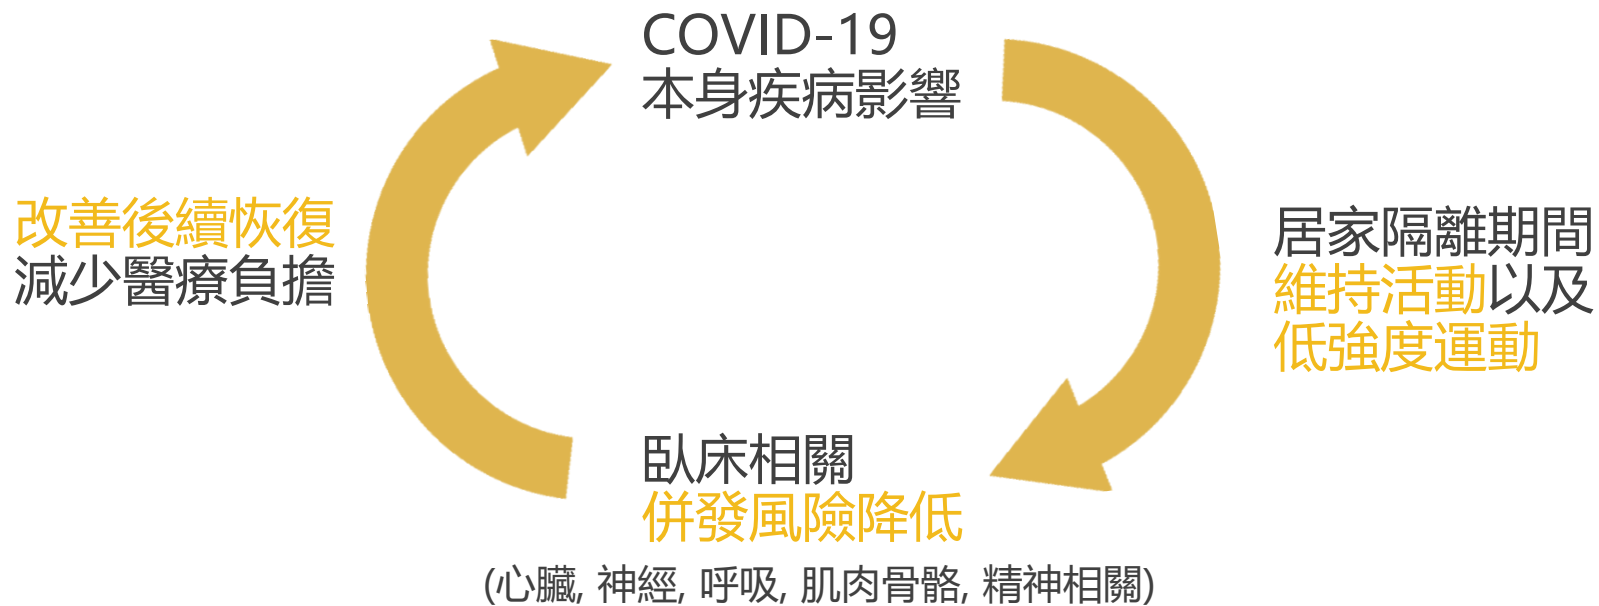 COVID-19
本身疾病影響
居家隔離期間
維持活動以及
低強度運動
臥床相關
併發風險降低
(心臟, 神經, 呼吸, 肌肉骨骼, 精神相關)
改善後續恢復
減少醫療負擔